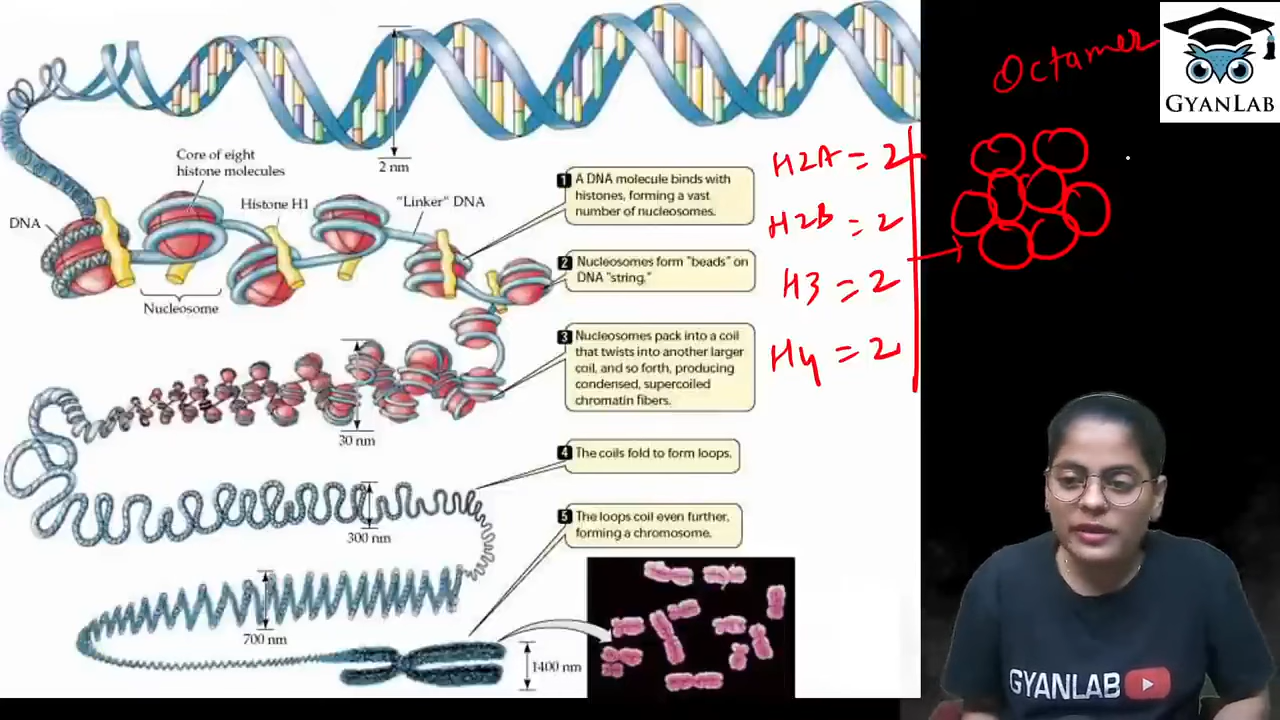 Octamer
GYANLAB
2 nm
Core of eight
histone molecules
DNA
Histone H1
"Linker" DNA
Nucleosome
1 A DNA molecule binds with
histones, forming a vast
number of nucleosomes.
2 Nucleosomes form "beads" on
DNA "string."
3 Nucleosomes pack into a coil
that twists into another larger
coil, and so forth, producing
condensed, supercoiled
chromatin fibers.
H2A = 2
H2B = 2
H3 = 2
H4 = 2
30 nm
4 The coils fold to form loops.
300 nm
5 The loops coil even further,
forming a chromosome.
700 nm
1400 nm
GYANLAB